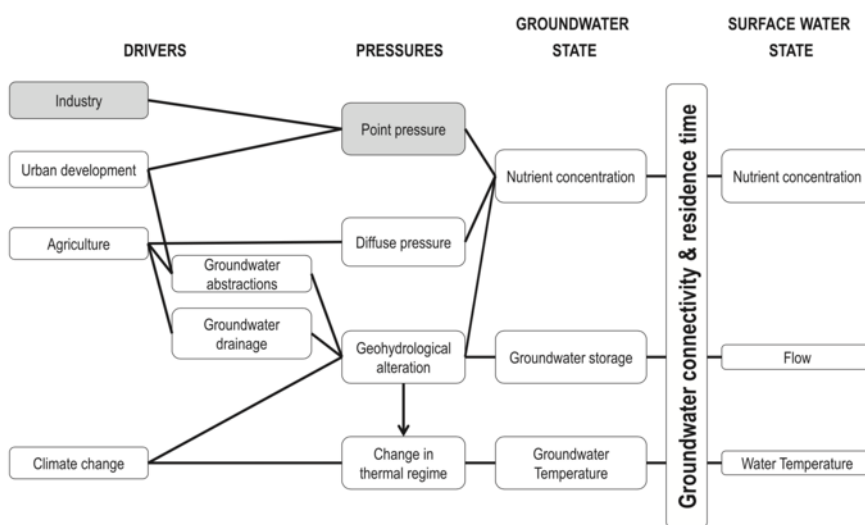 DRIVERS
PRESSURES
GROUNDWATER
STATE
SURFACE WATER
STATE
Industry
Point pressure
Urban development
Nutrient concentration
Nutrient concentration
Agriculture
Diffuse pressure
Groundwater
abstractions
Groundwater
drainage
Geohydrological
alteration
Groundwater storage
Flow
Climate change
Change in
thermal regime
Groundwater
Temperature
Water Temperature
Groundwater connectivity & residence time